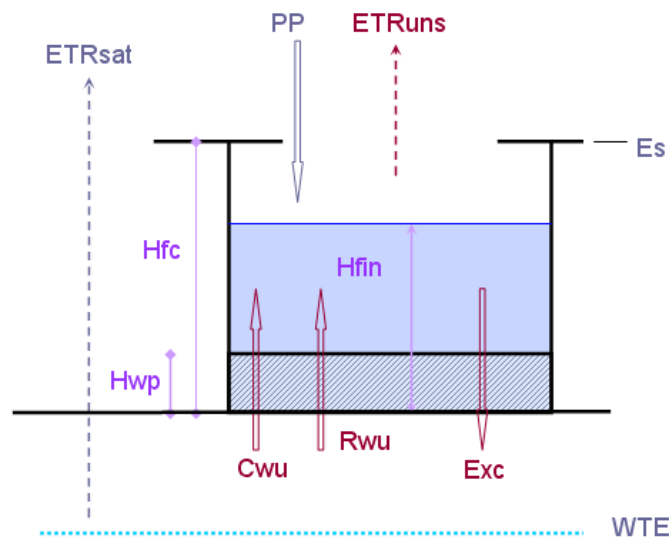 PP
ETRuns
ETRsat
Es
Hfc
Hfin
Hwp
Cwu
Rwu
Exc
WTE